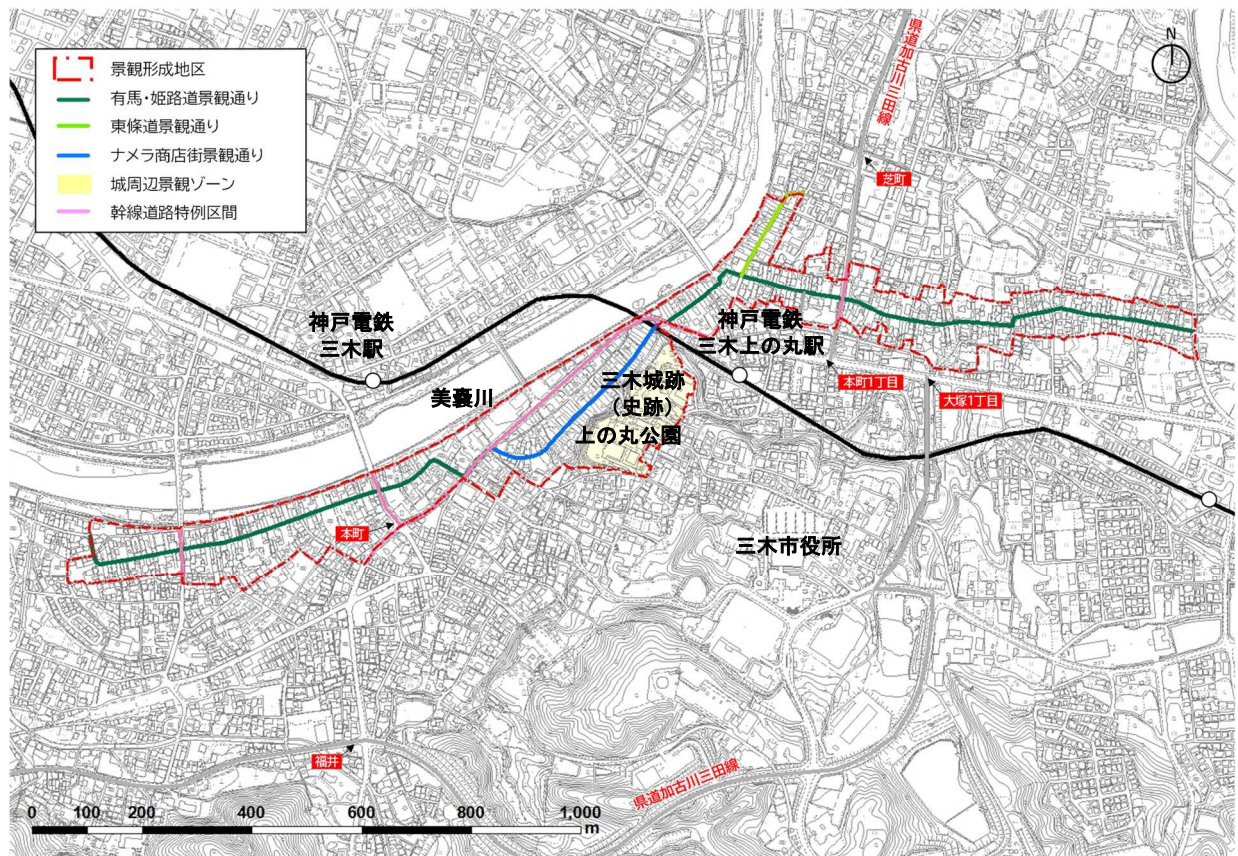 景観形成地区
有馬・姫路道景観通り
東條道景観通り
ナメラ商店街景観通り
城周辺景観ゾーン
幹線道路特例区間
県道加古川三田線
N
芝町
神戸電鉄
三木駅
神戸電鉄
三木上の丸駅
本町1丁目
大塚1丁目
美嚢川
三木城跡
(史跡)
上の丸公園
本町
三木市役所
福井
県道加古川三田線
0 100 200 400 600 800 1,000
m